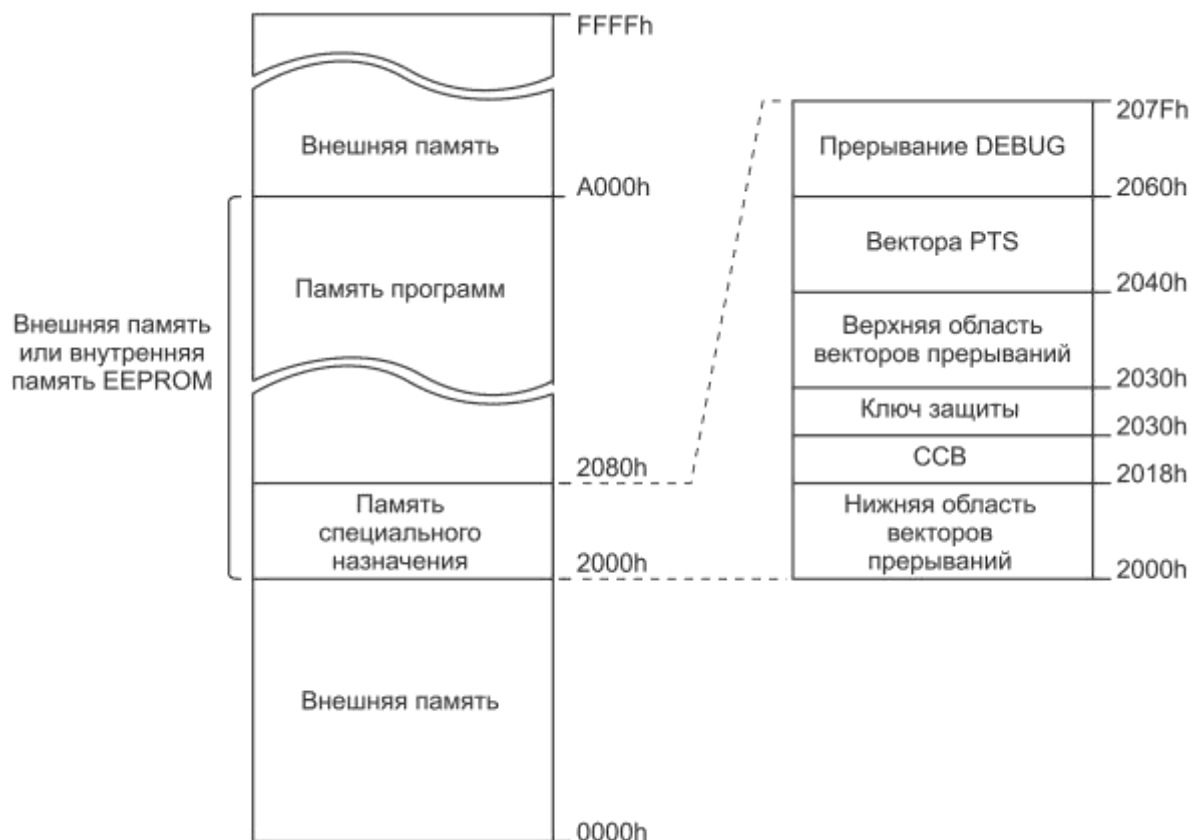 FFFFh
Внешняя память
A000h
Память программ
Внешняя память
или внутренняя
память EEPROM
2080h
Память
специального
назначения
2000h
Внешняя память
0000h
207Fh
Прерывание DEBUG
2060h
Вектора PTS
2040h
Верхняя область
векторов прерываний
2030h
Ключ защиты
2030h
CCB
2018h
Нижняя область
векторов
прерываний
2000h